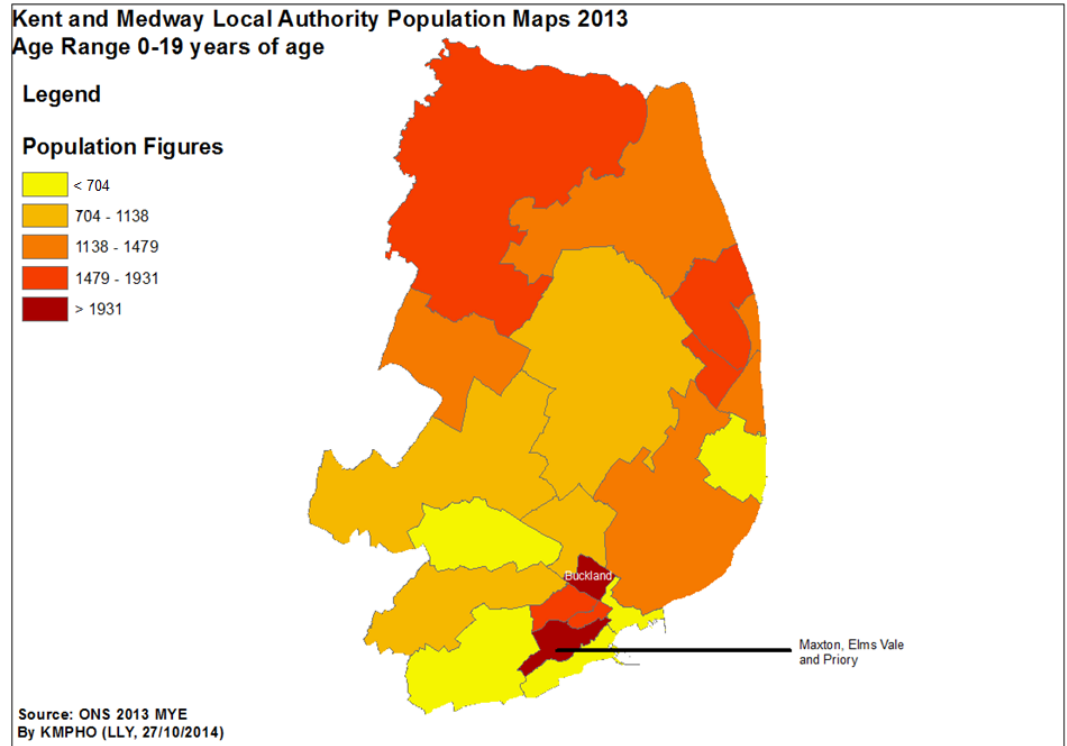 Kent and Medway Local Authority Population Maps 2013
Age Range 0-19 years of age
Legend
Population Figures
< 704
704 - 1138
1138 - 1479
1479 - 1931
> 1931
Buckland
Maxton, Elms Vale
and Priory
Source: ONS 2013 MYE
By KMPHO (LLY, 27/10/2014)